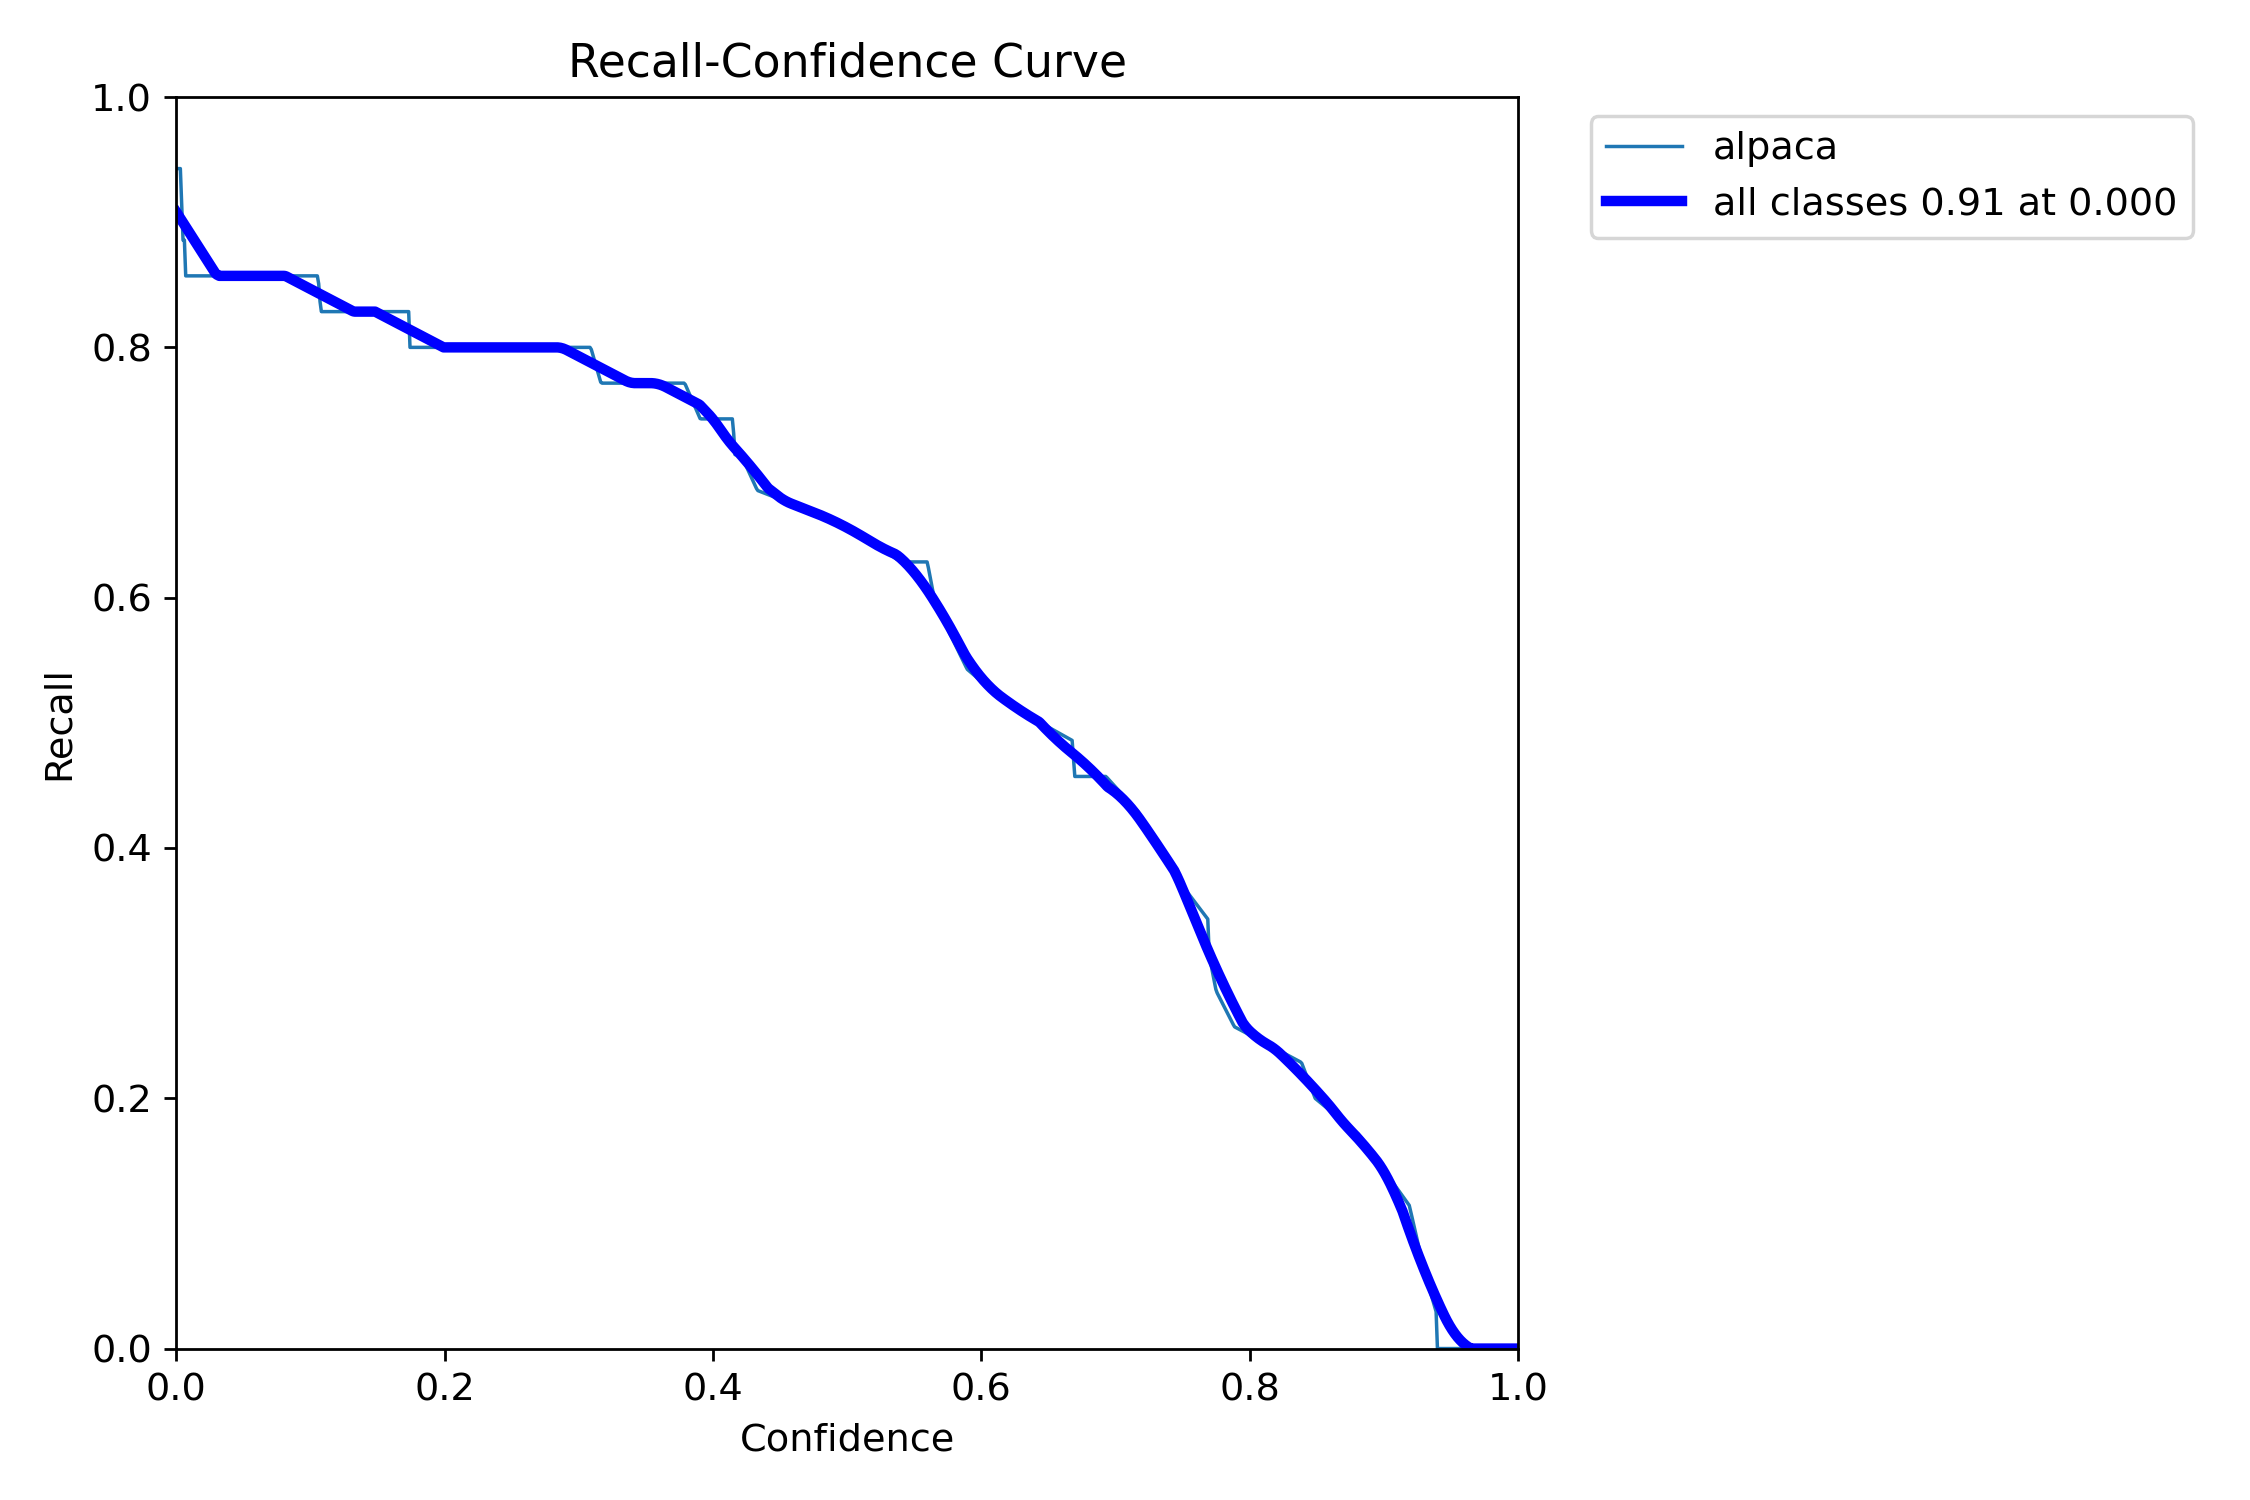 Recall-Confidence Curve
1.0
0.8
0.6
0.4
0.2
0.0
Recall
0.0 0.2 0.4 0.6 0.8 1.0
Confidence
alpaca
all classes 0.91 at 0.000